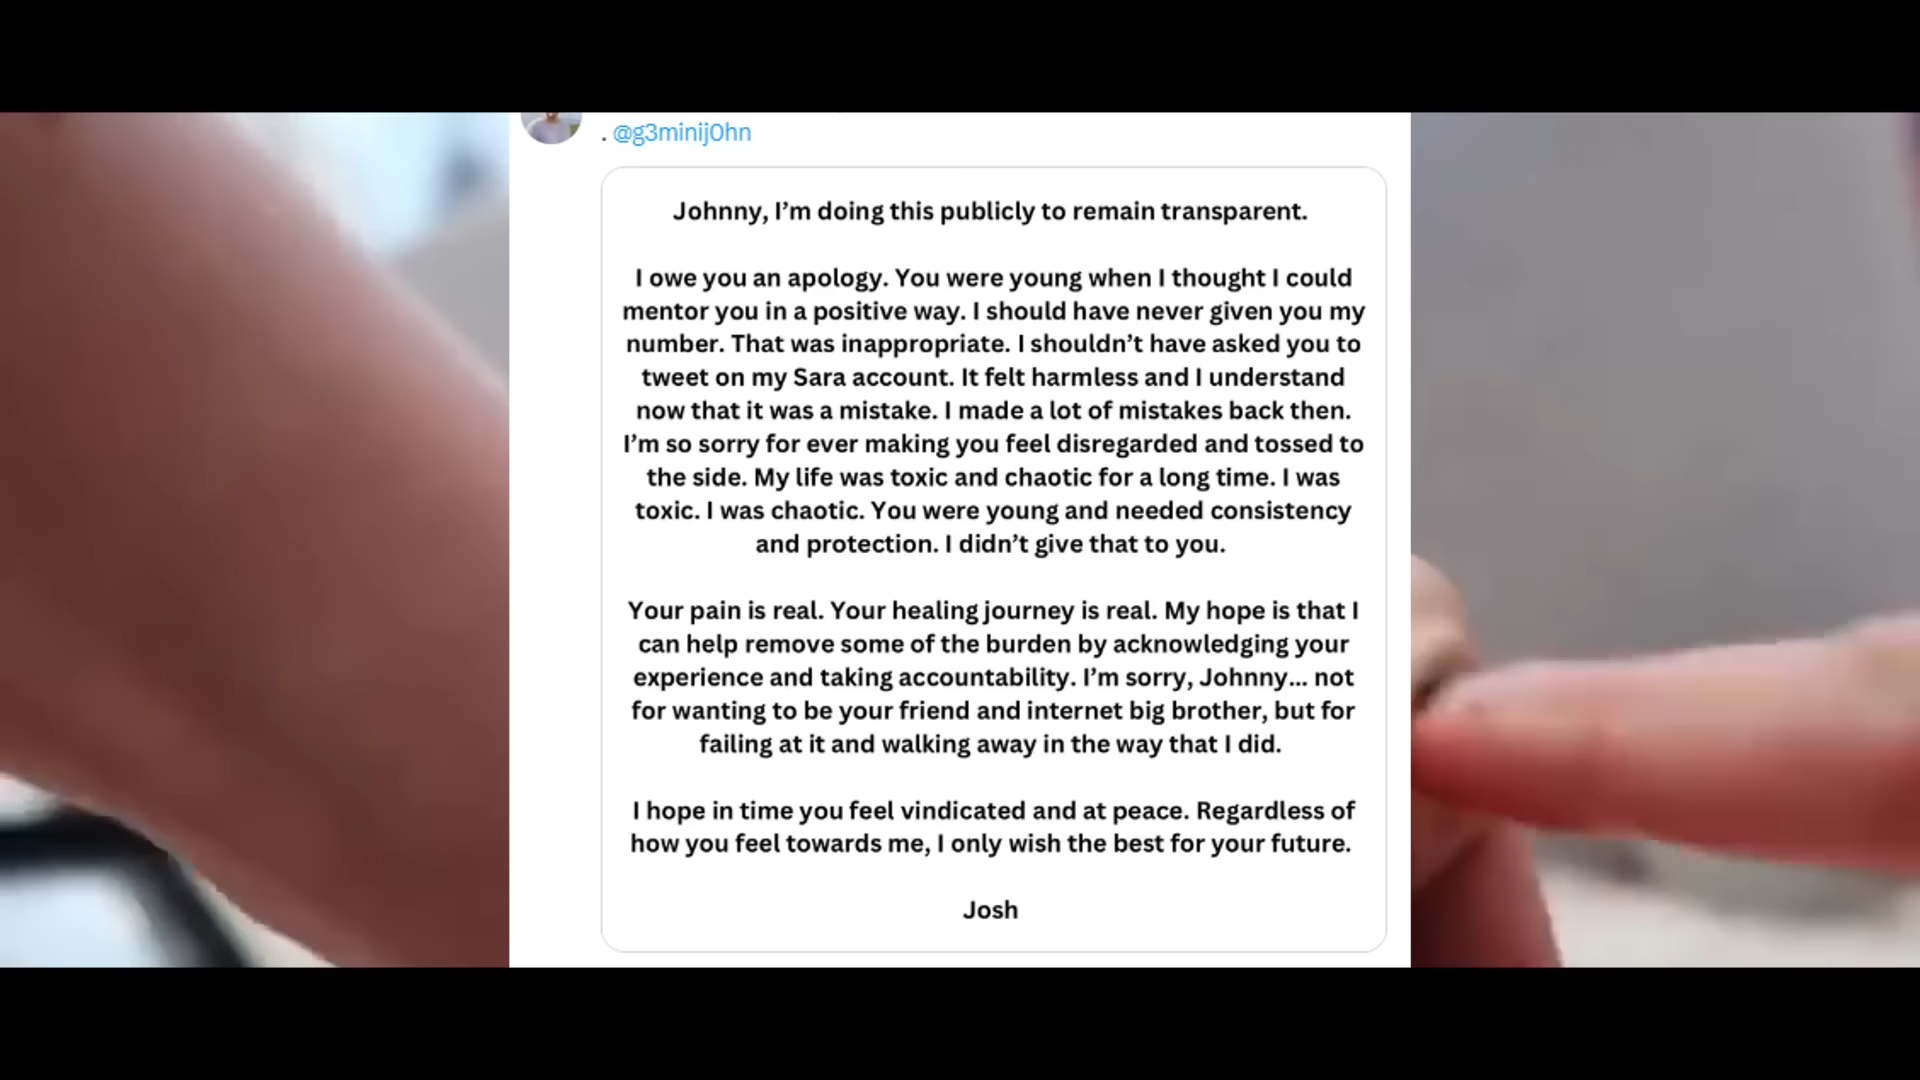 . @g3minij0hn
Johnny, I’m doing this publicly to remain transparent.
I owe you an apology. You were young when I thought I could
mentor you in a positive way. I should have never given you my
number. That was inappropriate. I shouldn’t have asked you to
tweet on my Sara account. It felt harmless and I understand
now that it was a mistake. I made a lot of mistakes back then.
I’m so sorry for ever making you feel disregarded and tossed to
the side. My life was toxic and chaotic for a long time. I was
toxic. I was chaotic. You were young and needed consistency
and protection. I didn’t give that to you.
Your pain is real. Your healing journey is real. My hope is that I
can help remove some of the burden by acknowledging your
experience and taking accountability. I’m sorry, Johnny... not
for wanting to be your friend and internet big brother, but for
failing at it and walking away in the way that I did.
I hope in time you feel vindicated and at peace. Regardless of
how you feel towards me, I only wish the best for your future.
Josh